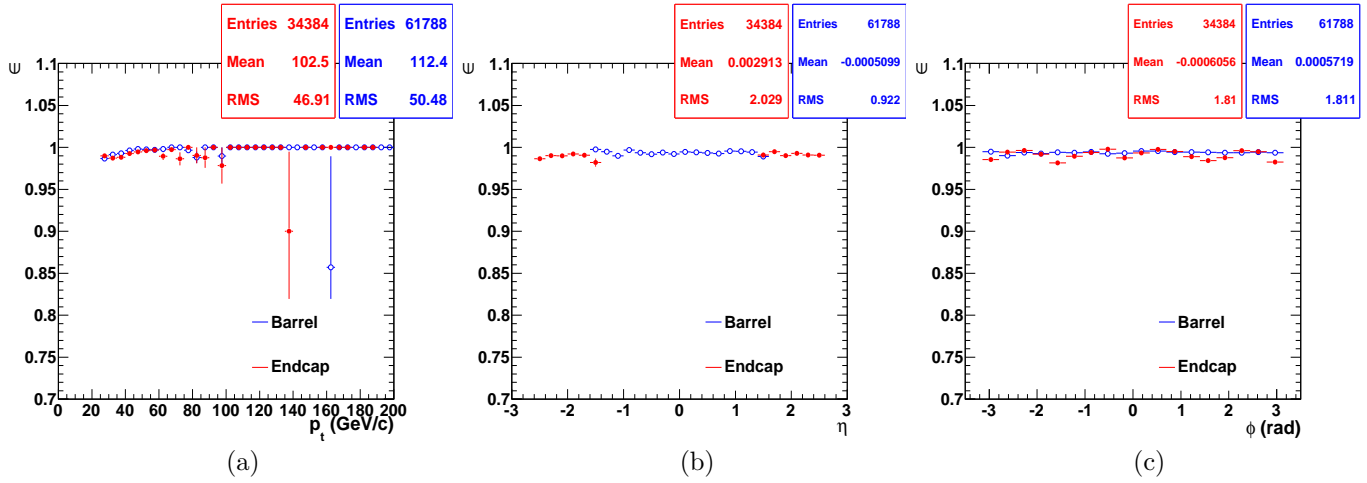 Entries 34384
Mean 102.5
RMS 46.91
Entries 61788
Mean 112.4
RMS 50.48
∈
1.1
1.05
1
0.95
0.9
0.85
0.8
0.75
0.7
Barrel
Endcap
0 20 40 60 80 100 120 140 160 180 200
p_t (GeV/c)
(a)
Entries 34384
Mean 0.002913
RMS 2.029
Entries 61788
Mean -0.0005099
RMS 0.922
∈
1.1
1.05
1
0.95
0.9
0.85
0.8
0.75
0.7
Barrel
Endcap
-3 -2 -1 0 1 2 3
η
(b)
Entries 34384
Mean -0.0006056
RMS 1.81
Entries 61788
Mean 0.0005719
RMS 1.811
∈
1.1
1.05
1
0.95
0.9
0.85
0.8
0.75
0.7
Barrel
Endcap
-3 -2 -1 0 1 2 3
ϕ (rad)
(c)